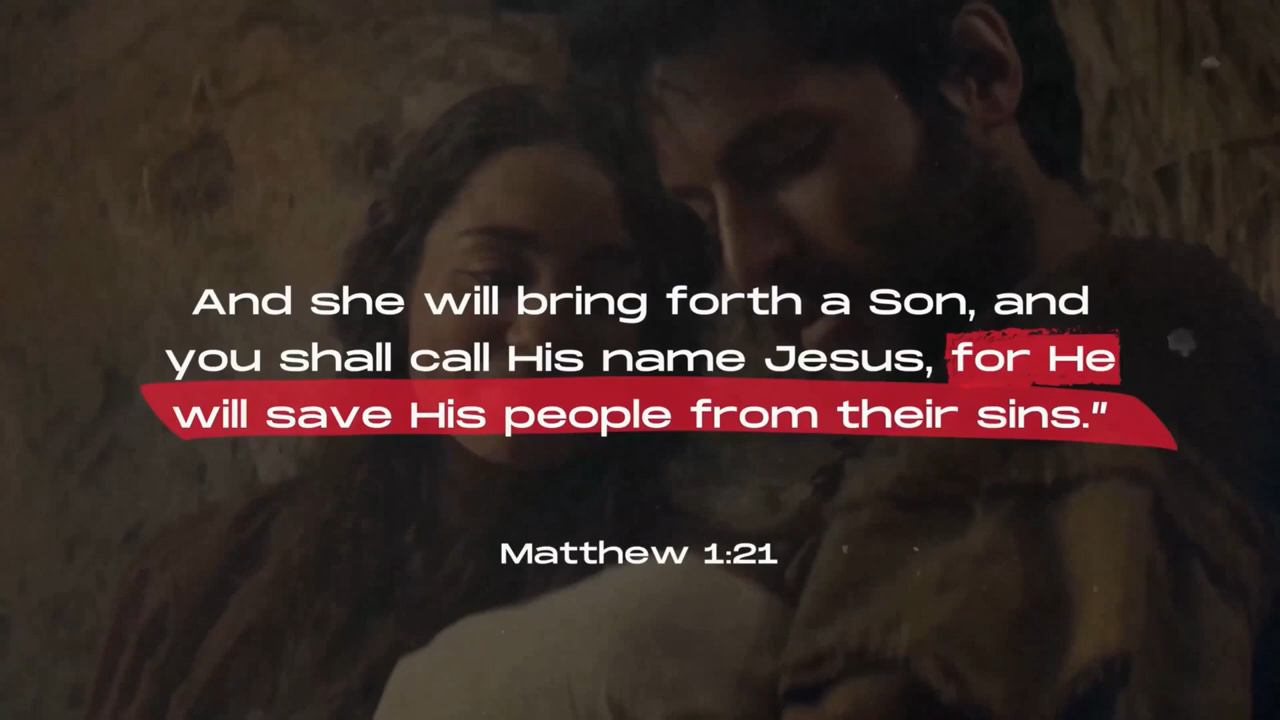 And she will bring forth a Son, and
you shall call His name Jesus, for He
will save His people from their sins.”
Matthew 1:21